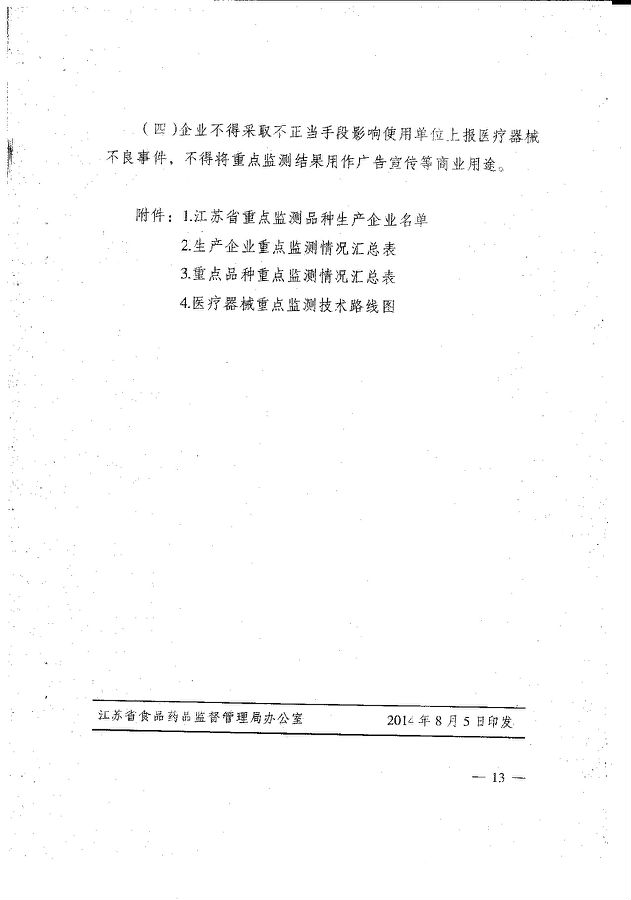 （四）企业不得采取不正当手段影响使用单位上报医疗器械
不良事件，不得将重点监测结果用作广告宣传等商业用途。
附件：1.江苏省重点监测品种生产企业名单
2.生产企业重点监测情况汇总表
3.重点品种重点监测情况汇总表
4.医疗器械重点监测技术路线图
江苏省食品药品监督管理局办公室 2014年8月5日印发
— 13 —